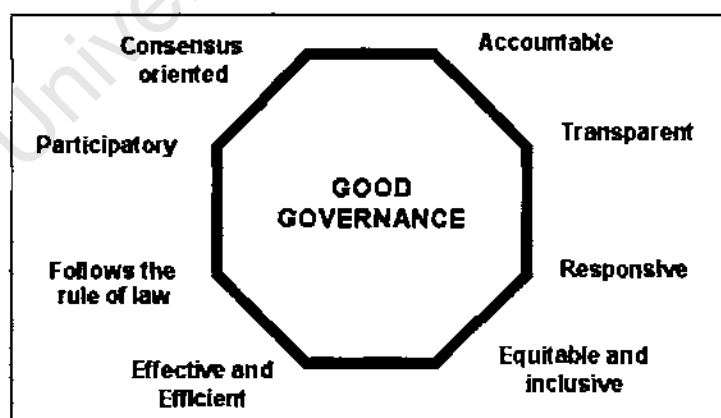 Univer
Consensus
oriented
Accountable
Participatory
Transparent
GOOD
GOVERNANCE
Follows the
rule of law
Responsive
Effective and
Efficient
Equitable and
inclusive